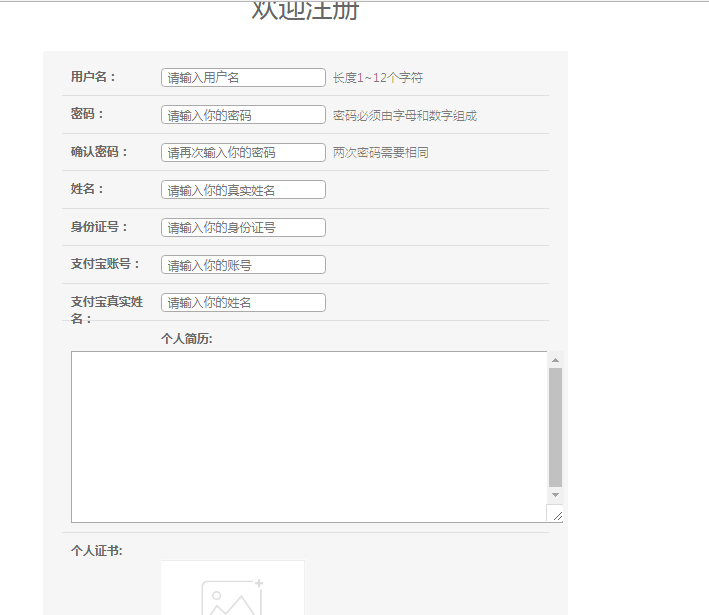 欢迎注册
用户名： 请输入用户名 长度1~12个字符
密码： 请输入你的密码 密码必须由字母和数字组成
确认密码： 请再次输入你的密码 两次密码需要相同
姓名： 请输入你的真实姓名
身份证号： 请输入你的身份证号
支付宝账号： 请输入你的账号
支付宝真实姓 请输入你的姓名
名：
个人简历:
个人证书: